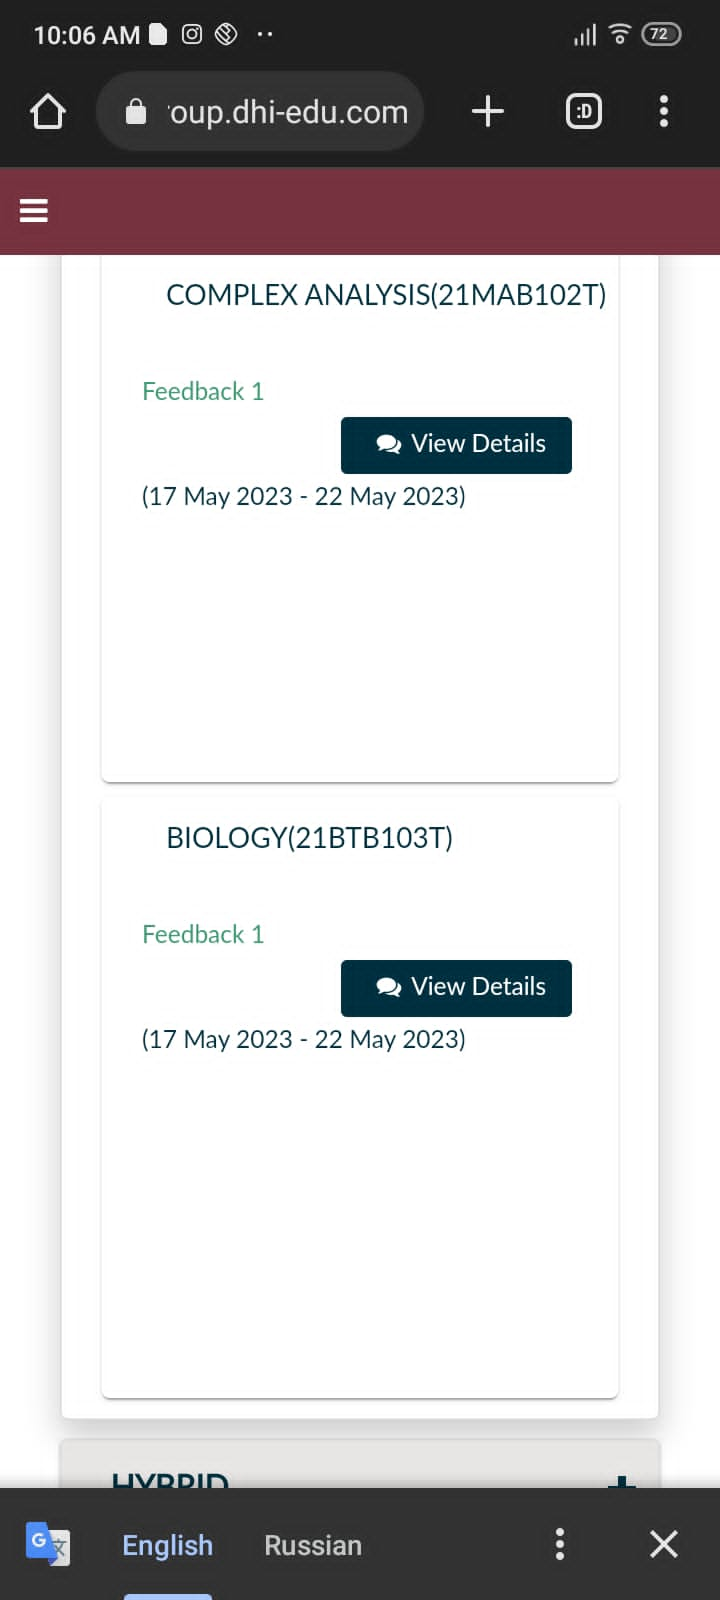 10:06 AM
72
oup.dhi-edu.com
:D
COMPLEX ANALYSIS(21MAB102T)
Feedback 1
View Details
(17 May 2023 - 22 May 2023)
BIOLOGY(21BTB103T)
Feedback 1
View Details
(17 May 2023 - 22 May 2023)
HYBRID
G 文
English Russian